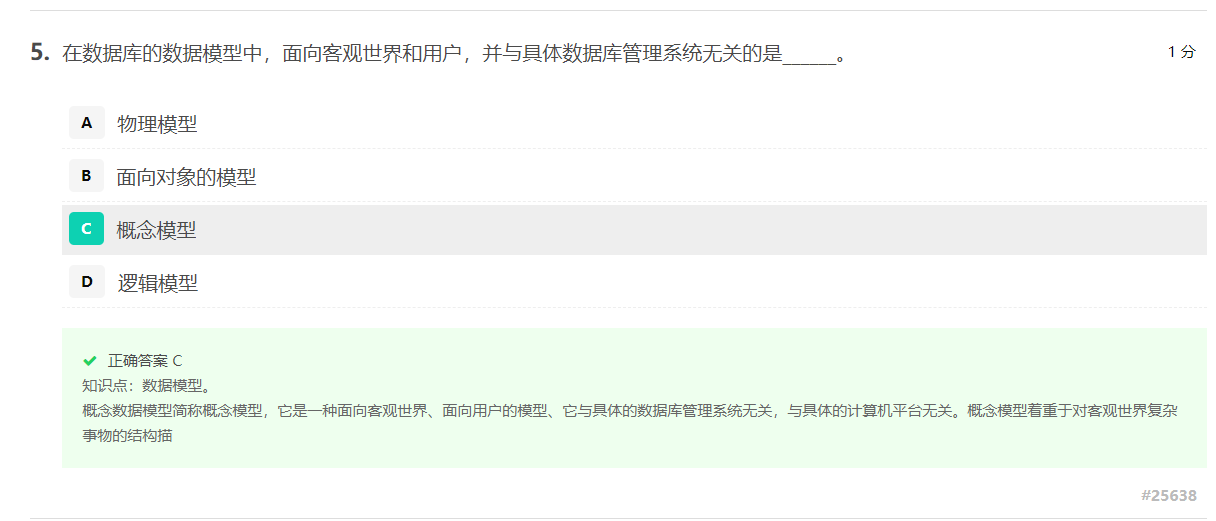 5. 在数据库的数据模型中，面向客观世界和用户，并与具体数据库管理系统无关的是______。 1 分
A 物理模型
B 面向对象的模型
C 概念模型
D 逻辑模型
正确答案 C
知识点：数据模型。
概念数据模型简称概念模型，它是一种面向客观世界、面向用户的模型、它与具体的数据库管理系统无关，与具体的计算机平台无关。概念模型着重于对客观世界复杂
事物的结构描
#25638